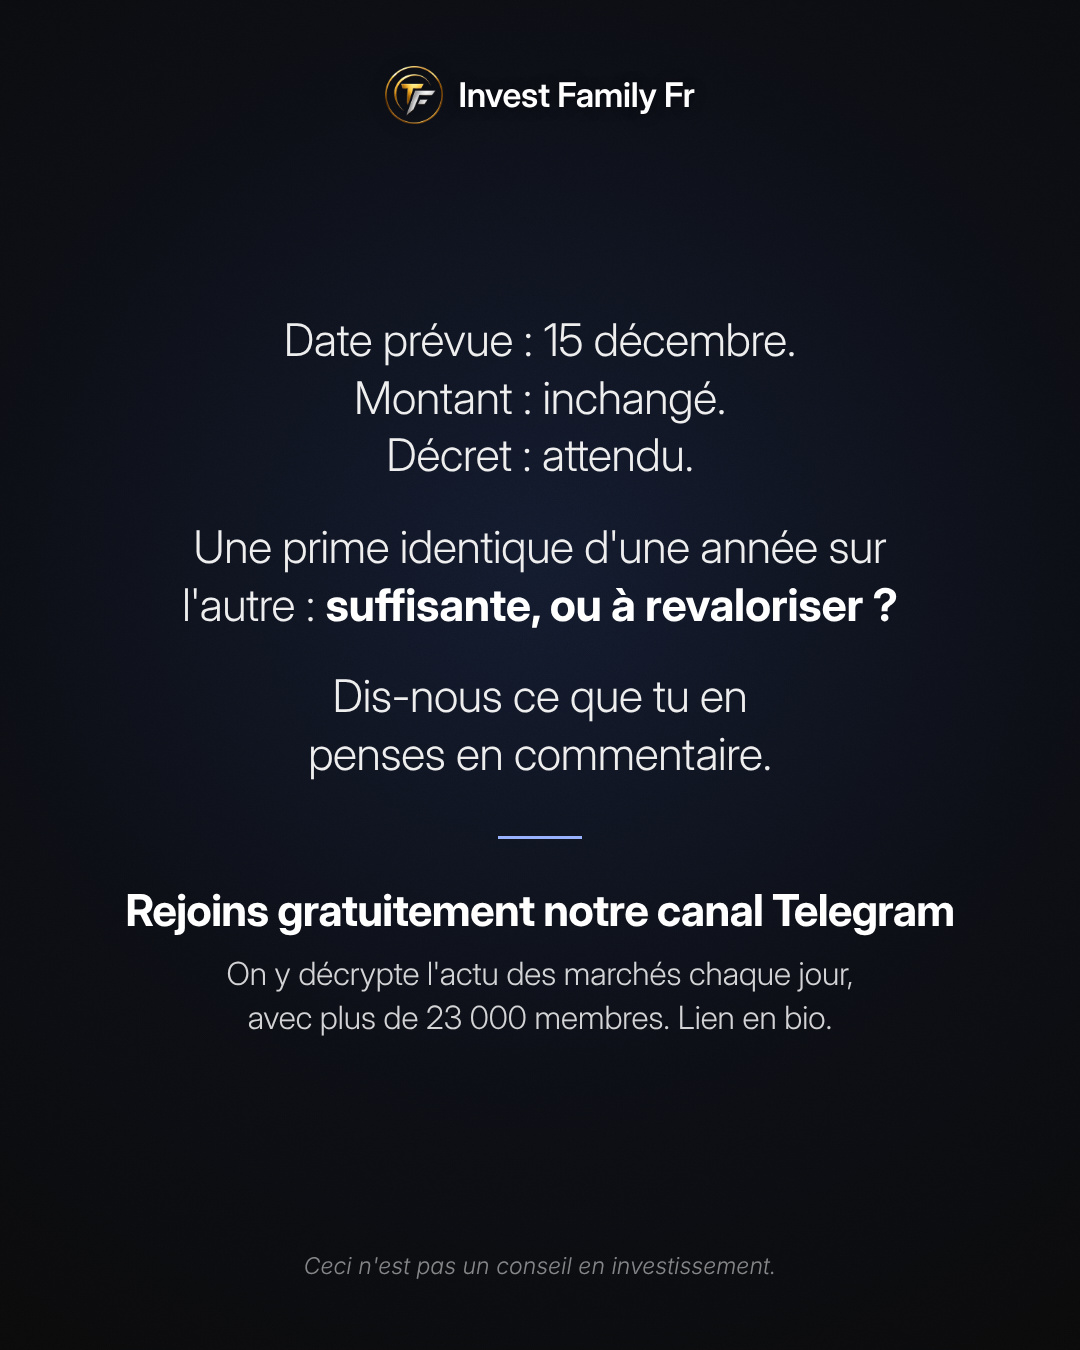 TF
Invest Family Fr
Date prévue : 15 décembre.
Montant : inchangé.
Décret : attendu.
Une prime identique d'une année sur
l'autre : suffisante, ou à revaloriser ?
Dis-nous ce que tu en
penses en commentaire.
Rejoins gratuitement notre canal Telegram
On y décrypte l'actu des marchés chaque jour,
avec plus de 23 000 membres. Lien en bio.
Ceci n'est pas un conseil en investissement.